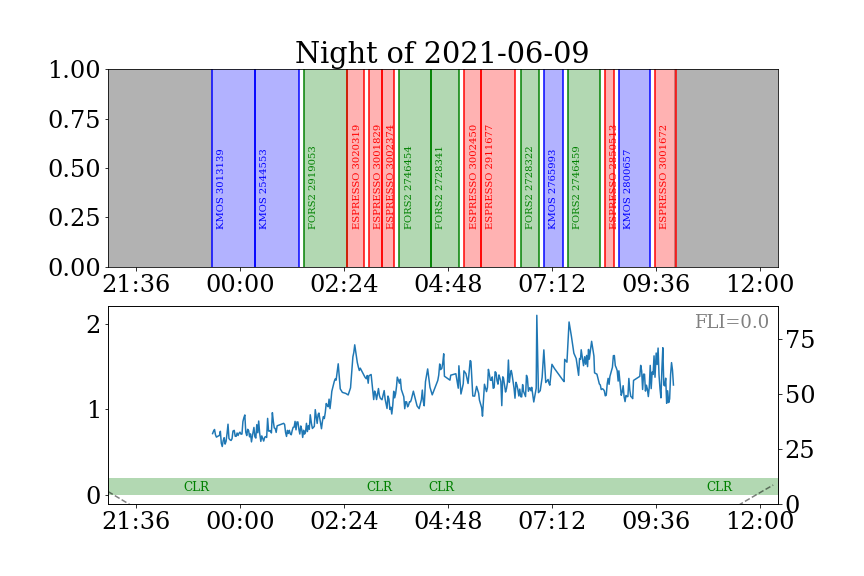 Night of 2021-06-09
1.00
0.75
0.50
0.25
0.00
KMOS 3013139
KMOS 2544553
FORS2 2919053
ESPRESSO 3020319
ESPRESSO 3001829
ESPRESSO 3002374
FORS2 2746454
FORS2 2728341
ESPRESSO 3002450
ESPRESSO 2911677
FORS2 2728322
KMOS 2765993
FORS2 2746459
ESPRESSO 2850513
KMOS 2800657
ESPRESSO 3001672
21:36 00:00 02:24 04:48 07:12 09:36 12:00
FLI=0.0
2
1
0
75
50
25
0
CLR CLR CLR CLR
21:36 00:00 02:24 04:48 07:12 09:36 12:00